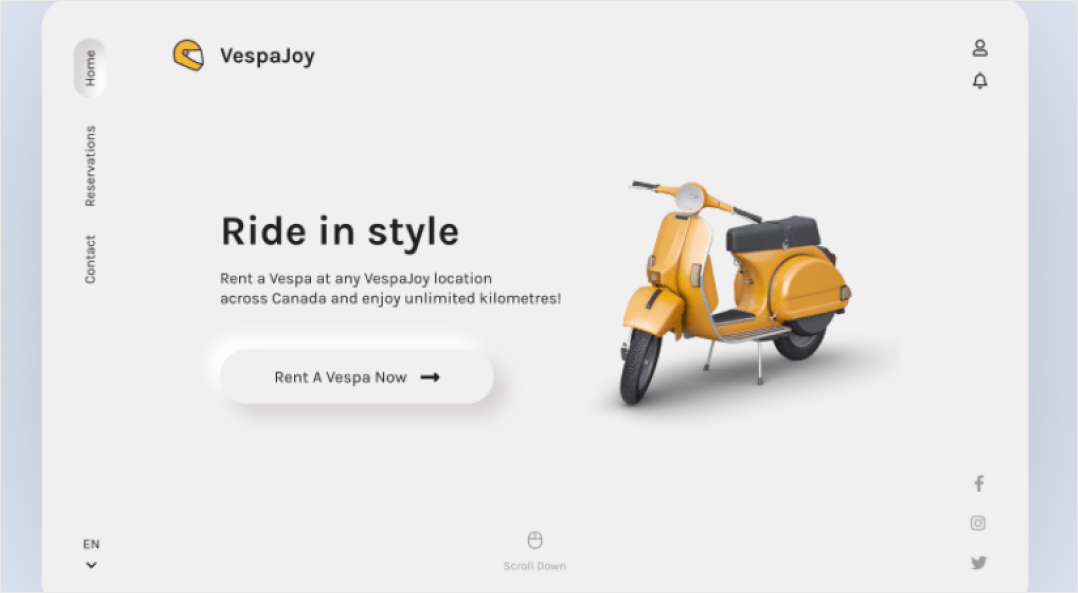 VespaJoy
Home
Reservations
Contact
Ride in style
Rent a Vespa at any VespaJoy location
across Canada and enjoy unlimited kilometres!
Rent A Vespa Now
EN
Scroll Down